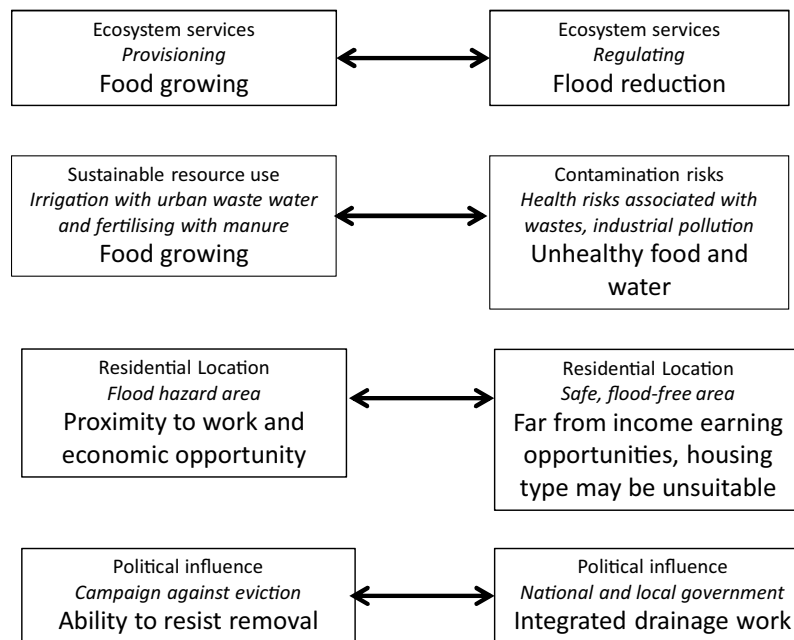 Ecosystem services
Provisioning
Food growing
Ecosystem services
Regulating
Flood reduction
Sustainable resource use
Irrigation with urban waste water
and fertilising with manure
Food growing
Contamination risks
Health risks associated with
wastes, industrial pollution
Unhealthy food and
water
Residential Location
Flood hazard area
Proximity to work and
economic opportunity
Residential Location
Safe, flood-free area
Far from income earning
opportunities, housing
type may be unsuitable
Political influence
Campaign against eviction
Ability to resist removal
Political influence
National and local government
Integrated drainage work